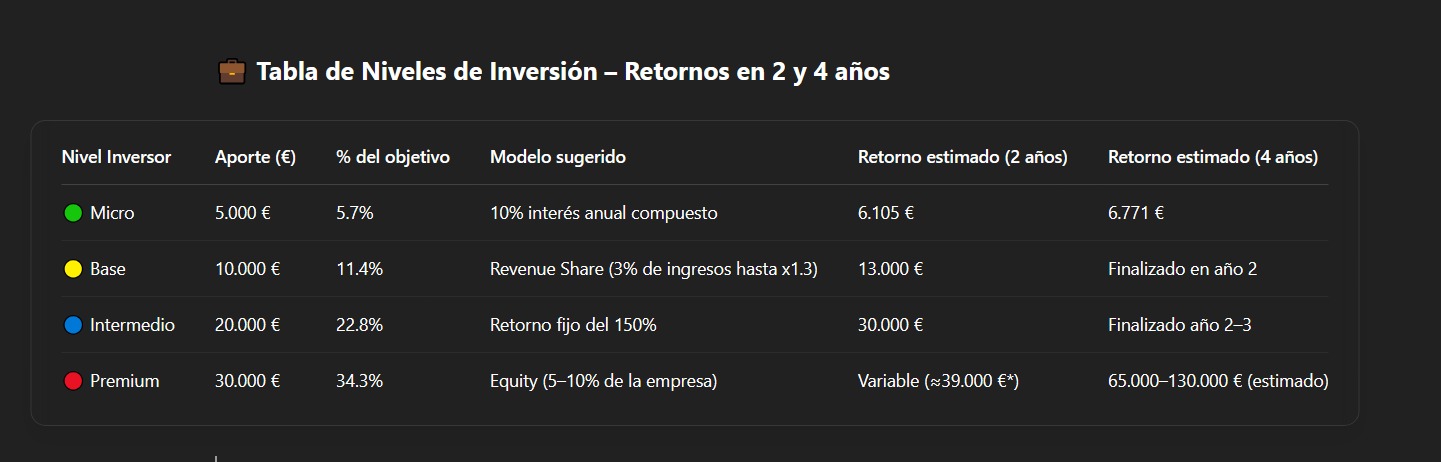 💼 Tabla de Niveles de Inversión – Retornos en 2 y 4 años
Nivel Inversor Aporte (€) % del objetivo Modelo sugerido Retorno estimado (2 años) Retorno estimado (4 años)
Micro 5.000 € 5.7% 10% interés anual compuesto 6.105 € 6.771 €
Base 10.000 € 11.4% Revenue Share (3% de ingresos hasta x1.3) 13.000 € Finalizado en año 2
Intermedio 20.000 € 22.8% Retorno fijo del 150% 30.000 € Finalizado año 2–3
Premium 30.000 € 34.3% Equity (5–10% de la empresa) Variable (≈39.000 €*) 65.000–130.000 € (estimado)